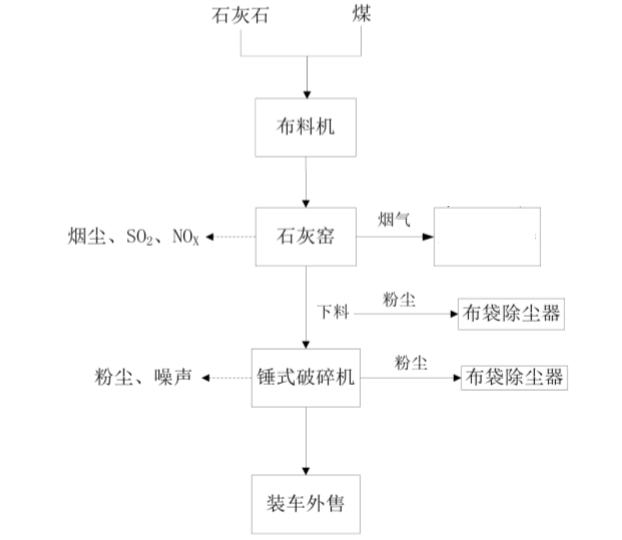 石灰石 煤
布料机
烟尘、SO₂、NOX
石灰窑
烟气
下料
粉尘
布袋除尘器
粉尘、噪声
锤式破碎机
粉尘
布袋除尘器
装车外售